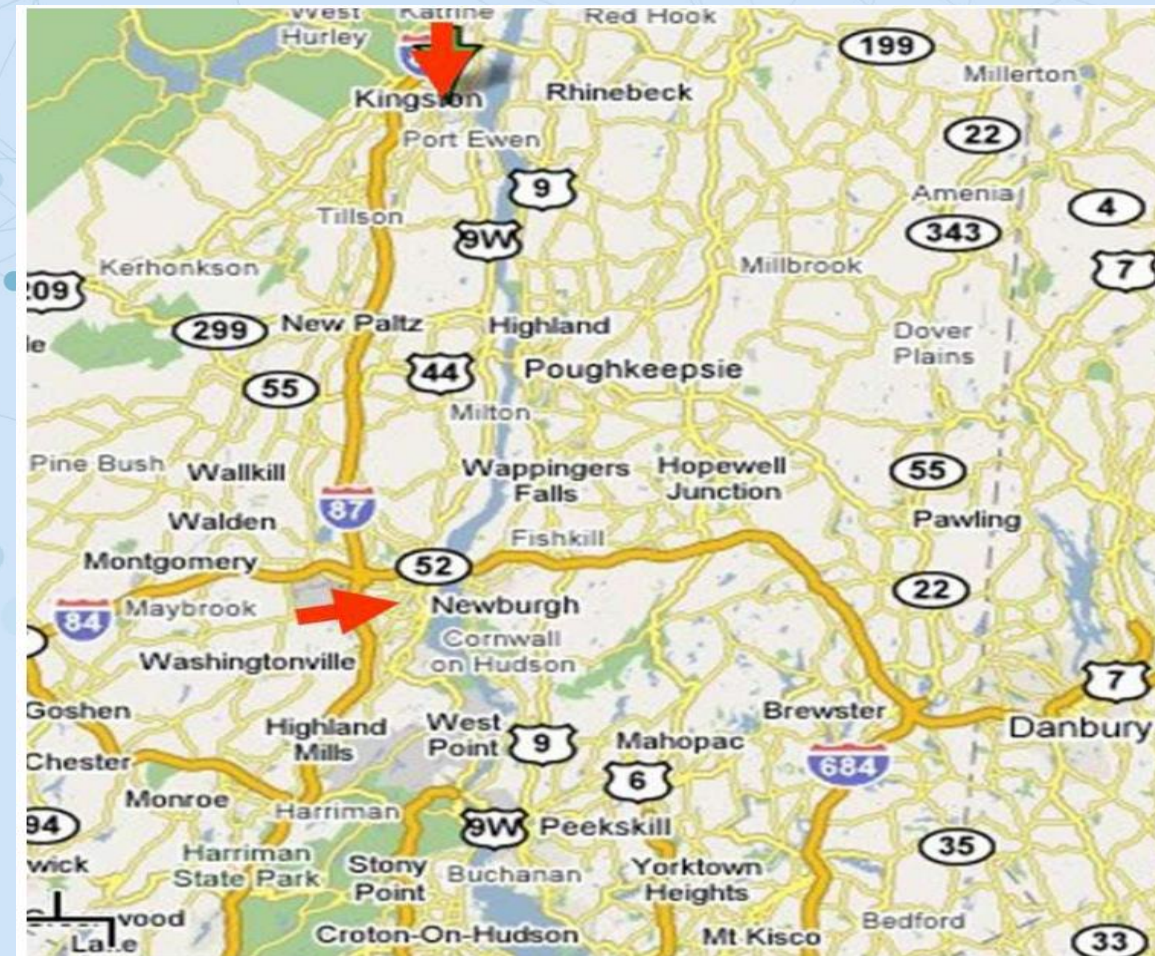 West
Hurley
Katrine
Red Hook
199
Millerton
Kingston
Rhinebeck
Port Ewen
22
9
Amenia
4
Tillson
9W
343
Kerhonkson
Millbrook
7
209
299
New Paltz
Highland
Dover
Plains
44
Poughkeepsie
55
Milton
Pine Bush
Wallkill
Wappingers
Falls
Hopewell
Junction
55
87
Walden
Pawling
Fishkill
Montgomery
52
22
84
Maybrook
Newburgh
Cornwall
on Hudson
Washingtonville
7
Goshen
Highland
Mills
West
Point
9
Brewster
Danbury
Mahopac
Chester
684
6
Monroe
Harriman
94
9W
Peekskill
35
wick
Harriman
State Park
Stony
Point
Buchanan
Yorktown
Heights
wood
Lake
Croton-On-Hudson
Mt Kisco
Bedford
33